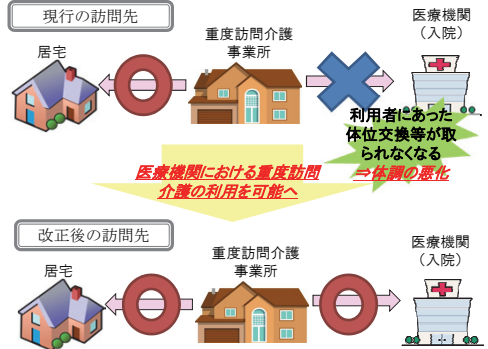 現行の訪問先
医療機関
（入院）
居宅
重度訪問介護
事業所
利用者にあった
体位交換等が取
られなくなる
⇒体調の悪化
医療機関における重度訪問
介護の利用を可能へ
改正後の訪問先
医療機関
（入院）
居宅
重度訪問介護
事業所